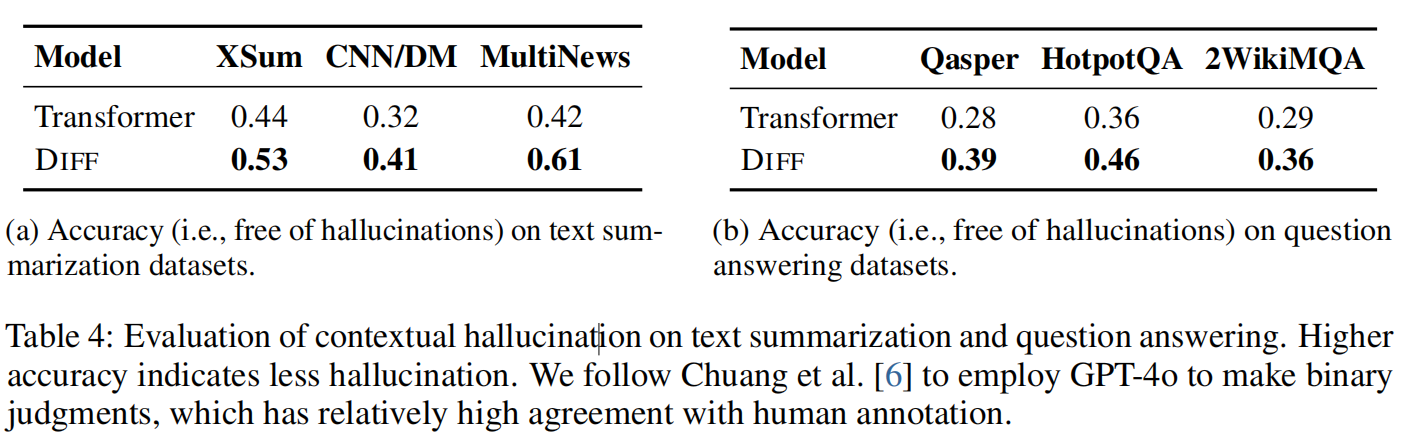 Model XSum CNN/DM MultiNews
Transformer 0.44 0.32 0.42
DIFF 0.53 0.41 0.61
(a) Accuracy (i.e., free of hallucinations) on text sum-
marization datasets.
Model Qasper HotpotQA 2WikiMQA
Transformer 0.28 0.36 0.29
DIFF 0.39 0.46 0.36
(b) Accuracy (i.e., free of hallucinations) on question
answering datasets.
Table 4: Evaluation of contextual hallucination on text summarization and question answering. Higher
accuracy indicates less hallucination. We follow Chuang et al. [6] to employ GPT-4o to make binary
judgments, which has relatively high agreement with human annotation.